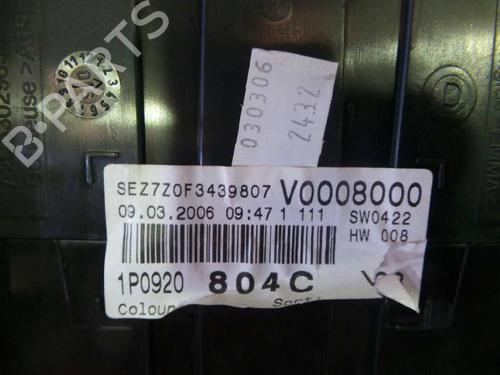 030306
2432
SEZ7Z0F3439807 V0008000
09.03.2006 09:47 1 111 SW0422
HW 008
1P0920 804C
Colour
B-PARTS